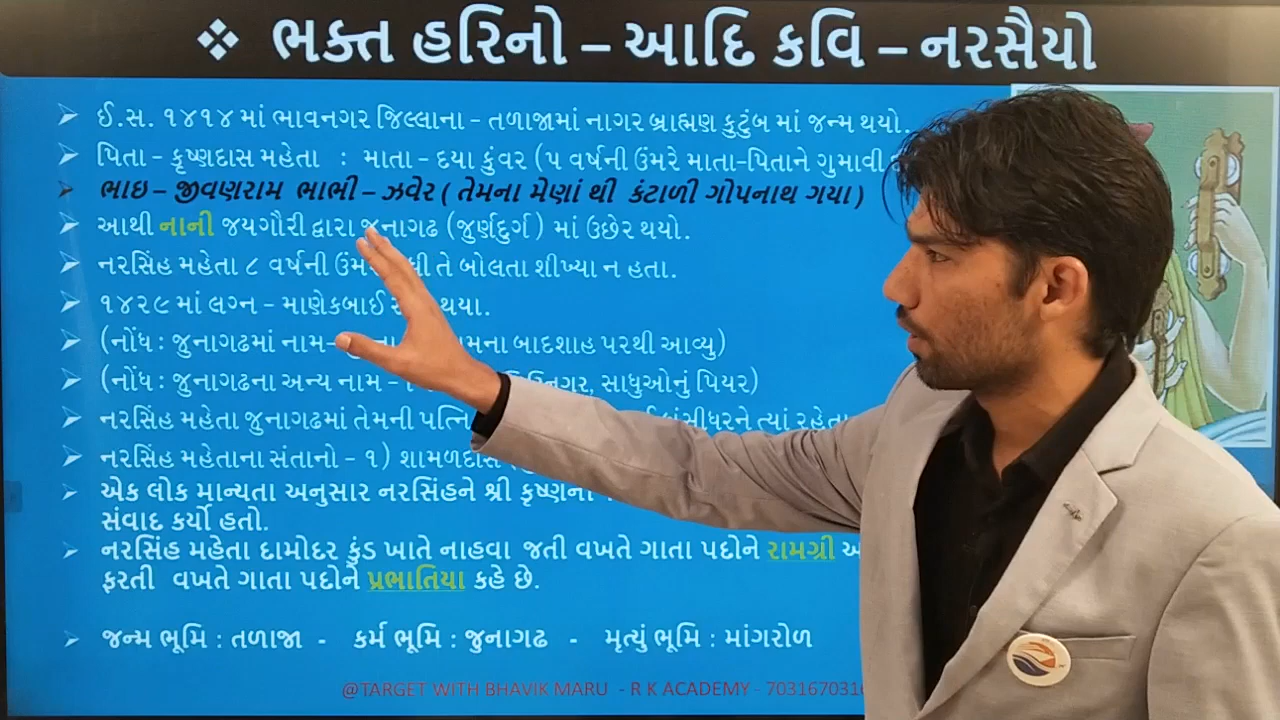 ❖ ભક્ત હરિનો – આદિ કવિ – નરસૈયો
➢ ઈ.સ. ૧૪૧૪ માં ભાવનગર જિલ્લાના - તળાજામાં નાગર બ્રાહ્મણ કુટુંબ માં જન્મ થયો.
➢ પિતા - કૃષ્ણદાસ મહેતા : માતા - દયા કુંવર (૫ વર્ષની ઉંમરે માતા-પિતાને ગુમાવી
➢ ભાઇ – જીવણરામ ભાભી – ઝવેર ( તેમના મેણાં થી કંટાળી ગોપનાથ ગયા )
➢ આથી નાની જયગૌરી દ્વારા જુનાગઢ (જુર્ણદુર્ગ ) માં ઉછેર થયો.
➢ નરસિંહ મહેતા ૮ વર્ષની ઉંમર તે બોલતા શીખ્યા ન હતા.
➢ ૧૪૨૯ માં લગ્ન - માણેકબાઈ થયા.
➢ (નોંધ : જુનાગઢમાં નામ- બાદશાહ પરથી આવ્યુ)
➢ (નોંધ : જુનાગઢના અન્ય નામ - સાધુઓનું પિયર)
➢ નરસિંહ મહેતા જુનાગઢમાં તેમની પત્નિ ત્યાં રહેતા
➢ નરસિંહ મહેતાના સંતાનો - ૧) શામળદાસ
➢ એક લોક માન્યતા અનુસાર નરસિંહને શ્રી
સંવાદ કર્યો હતો.
➢ નરસિંહ મહેતા દામોદર કુંડ ખાતે નાહવા જતી વખતે ગાતા પદોને રામગ્રી
ફરતી વખતે ગાતા પદોને પ્રભાતિયા કહે છે.
➢ જન્મ ભૂમિ : તળાજા - કર્મ ભૂમિ : જુનાગઢ - મૃત્યું ભૂમિ : માંગરોળ
@TARGET WITH BHAVIK MARU - R K ACADEMY -